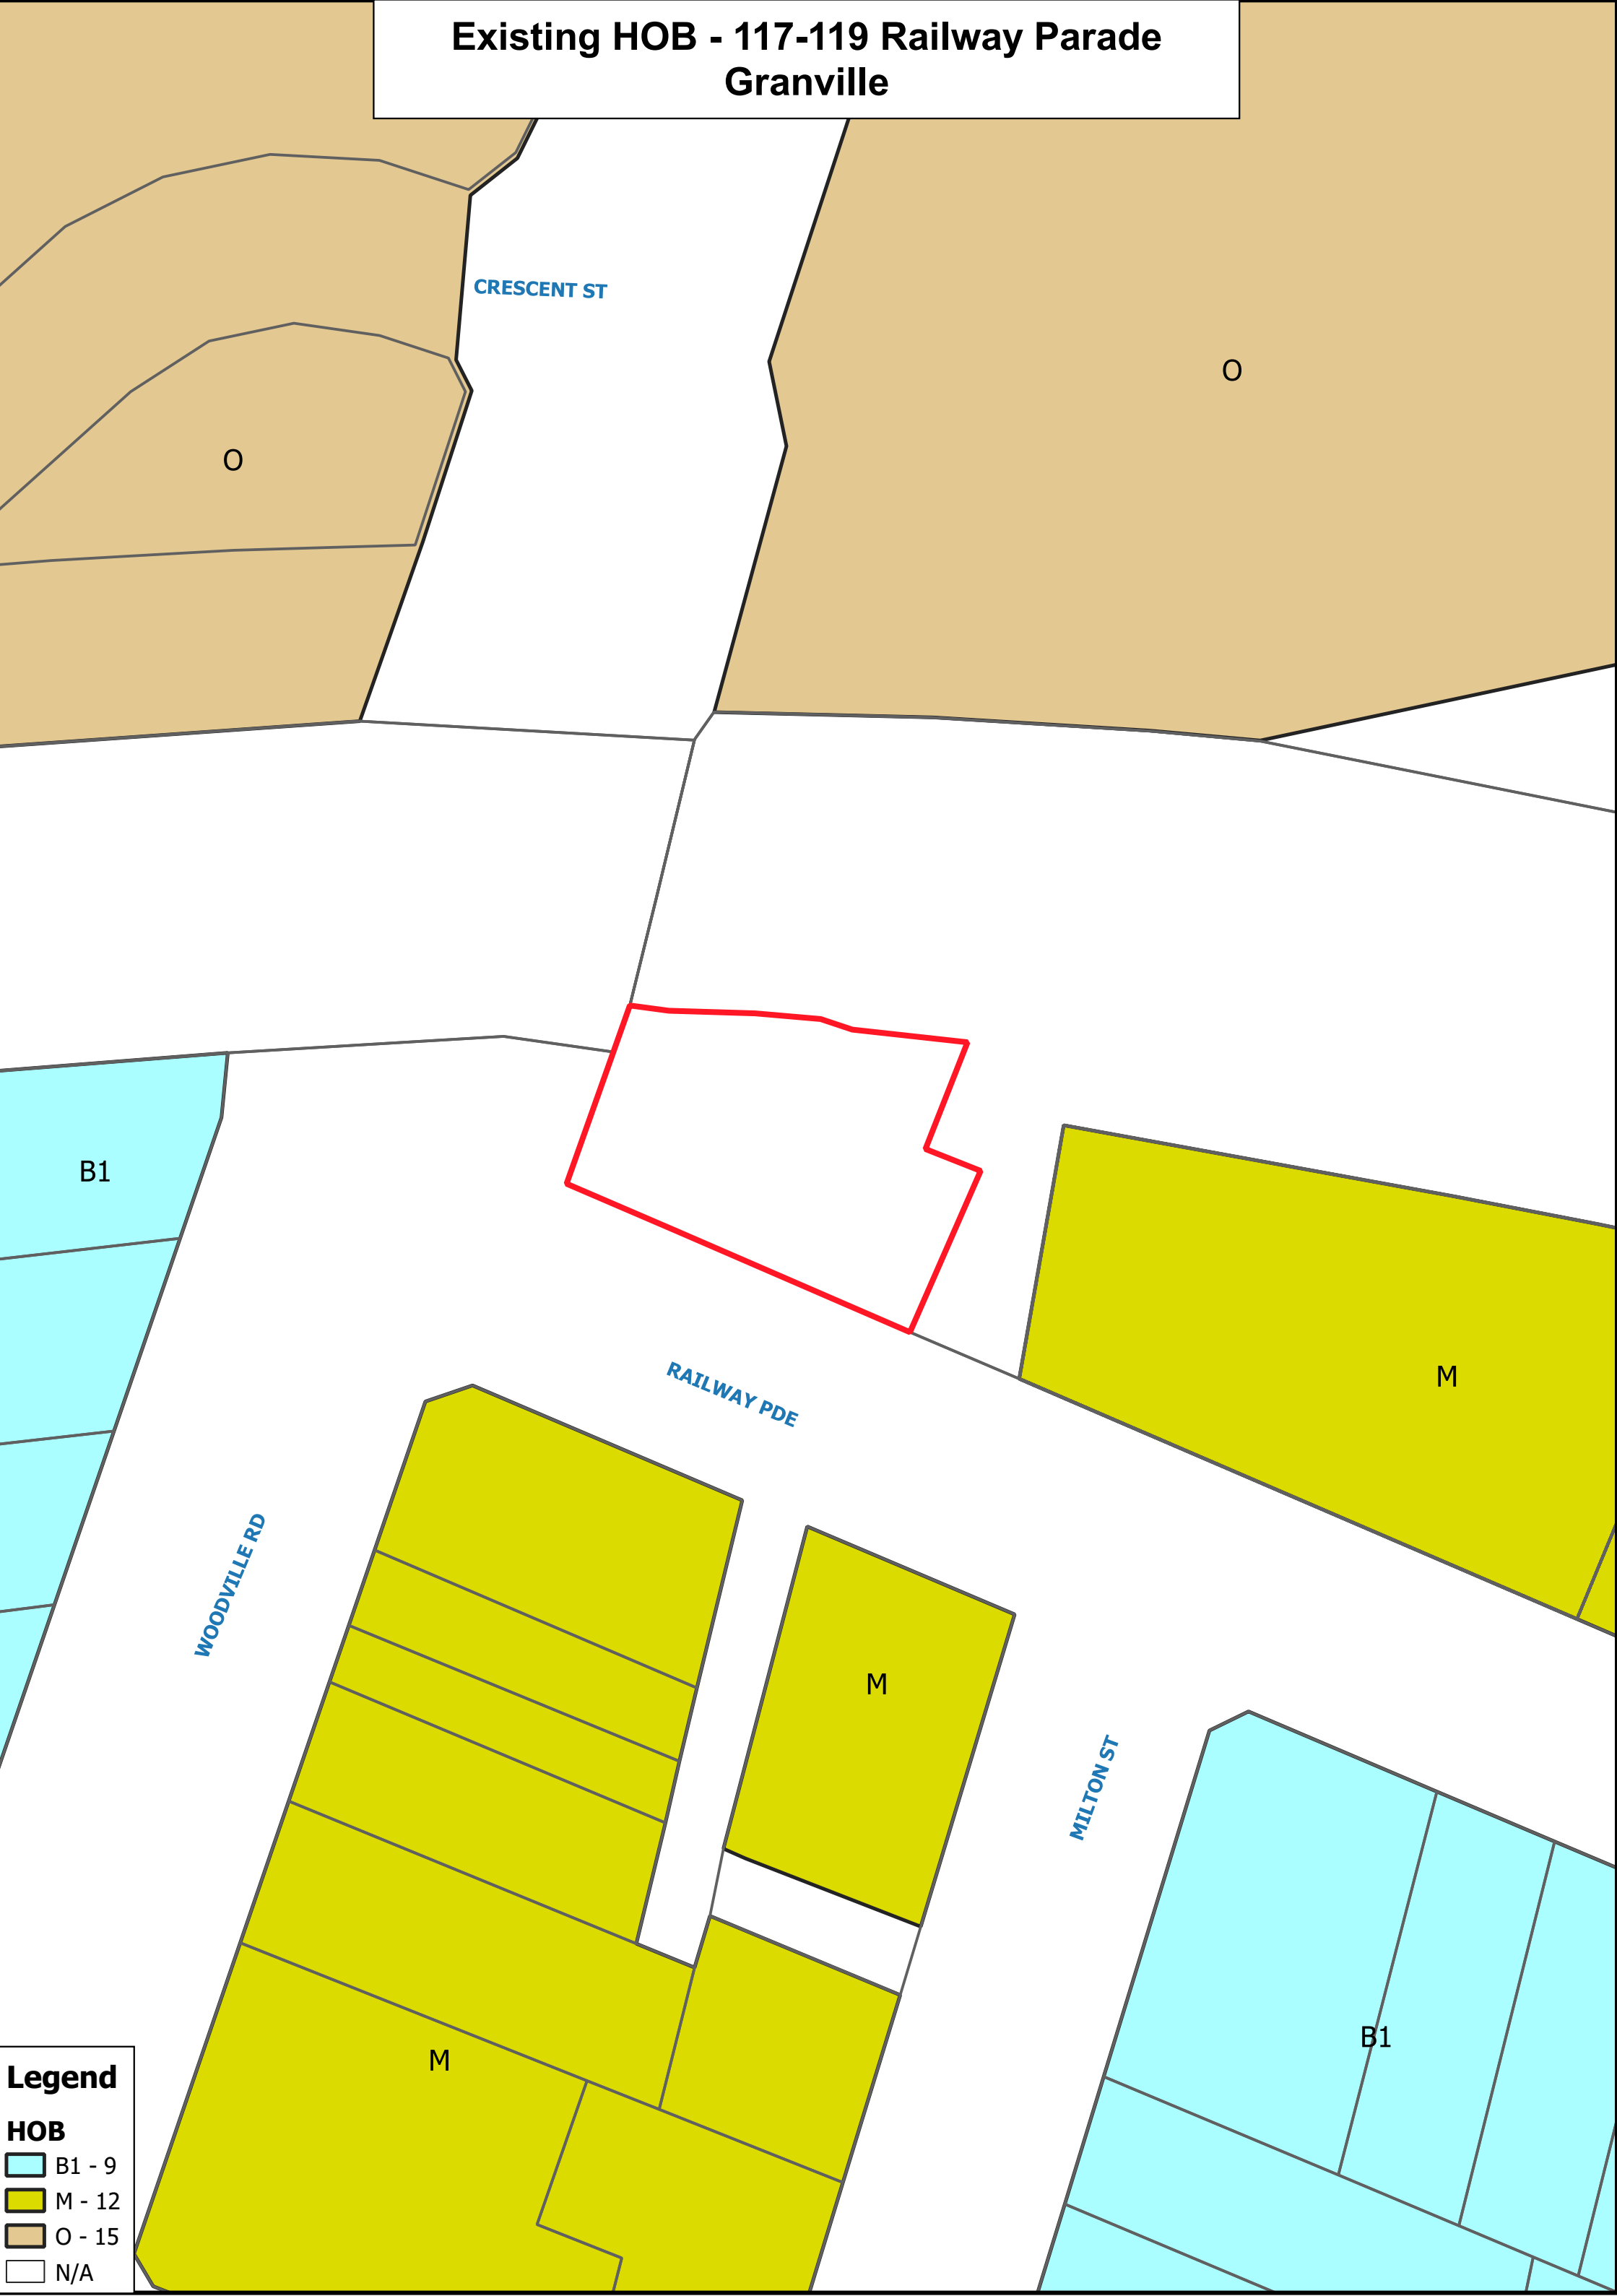 Existing HOB - 117-119 Railway Parade
Granville
CRESCENT ST
O
O
B1
M
RAILWAY PDE
WOODVILLE RD
M
MILTON ST
B1
M
Legend
HOB
B1 - 9
M - 12
O - 15
N/A